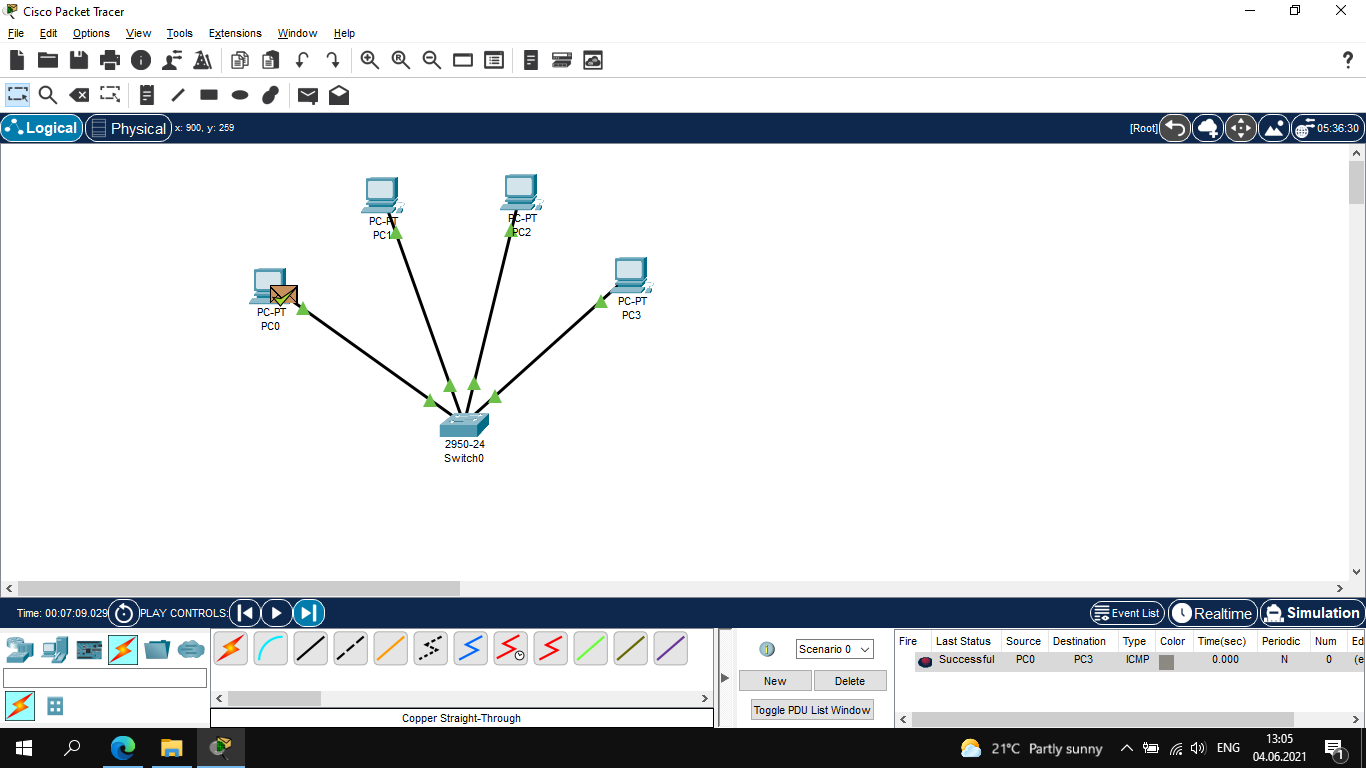 Cisco Packet Tracer
File Edit Options View Tools Extensions Window Help
Logical Physical x: 900, y: 259 [Root] 05:36:30
PC-PT
PC1
PC-PT
PC2
PC-PT
PC0
PC-PT
PC3
2950-24
Switch0
Time: 00:07:09.029 PLAY CONTROLS: Event List Realtime Simulation
Fire Last Status Source Destination Type Color Time(sec) Periodic Num Ed
Successful PC0 PC3 ICMP 0.000 N 0 (e
Scenario 0
New Delete
Toggle PDU List Window
Copper Straight-Through
21°C Partly sunny ENG 13:05
04.06.2021
1